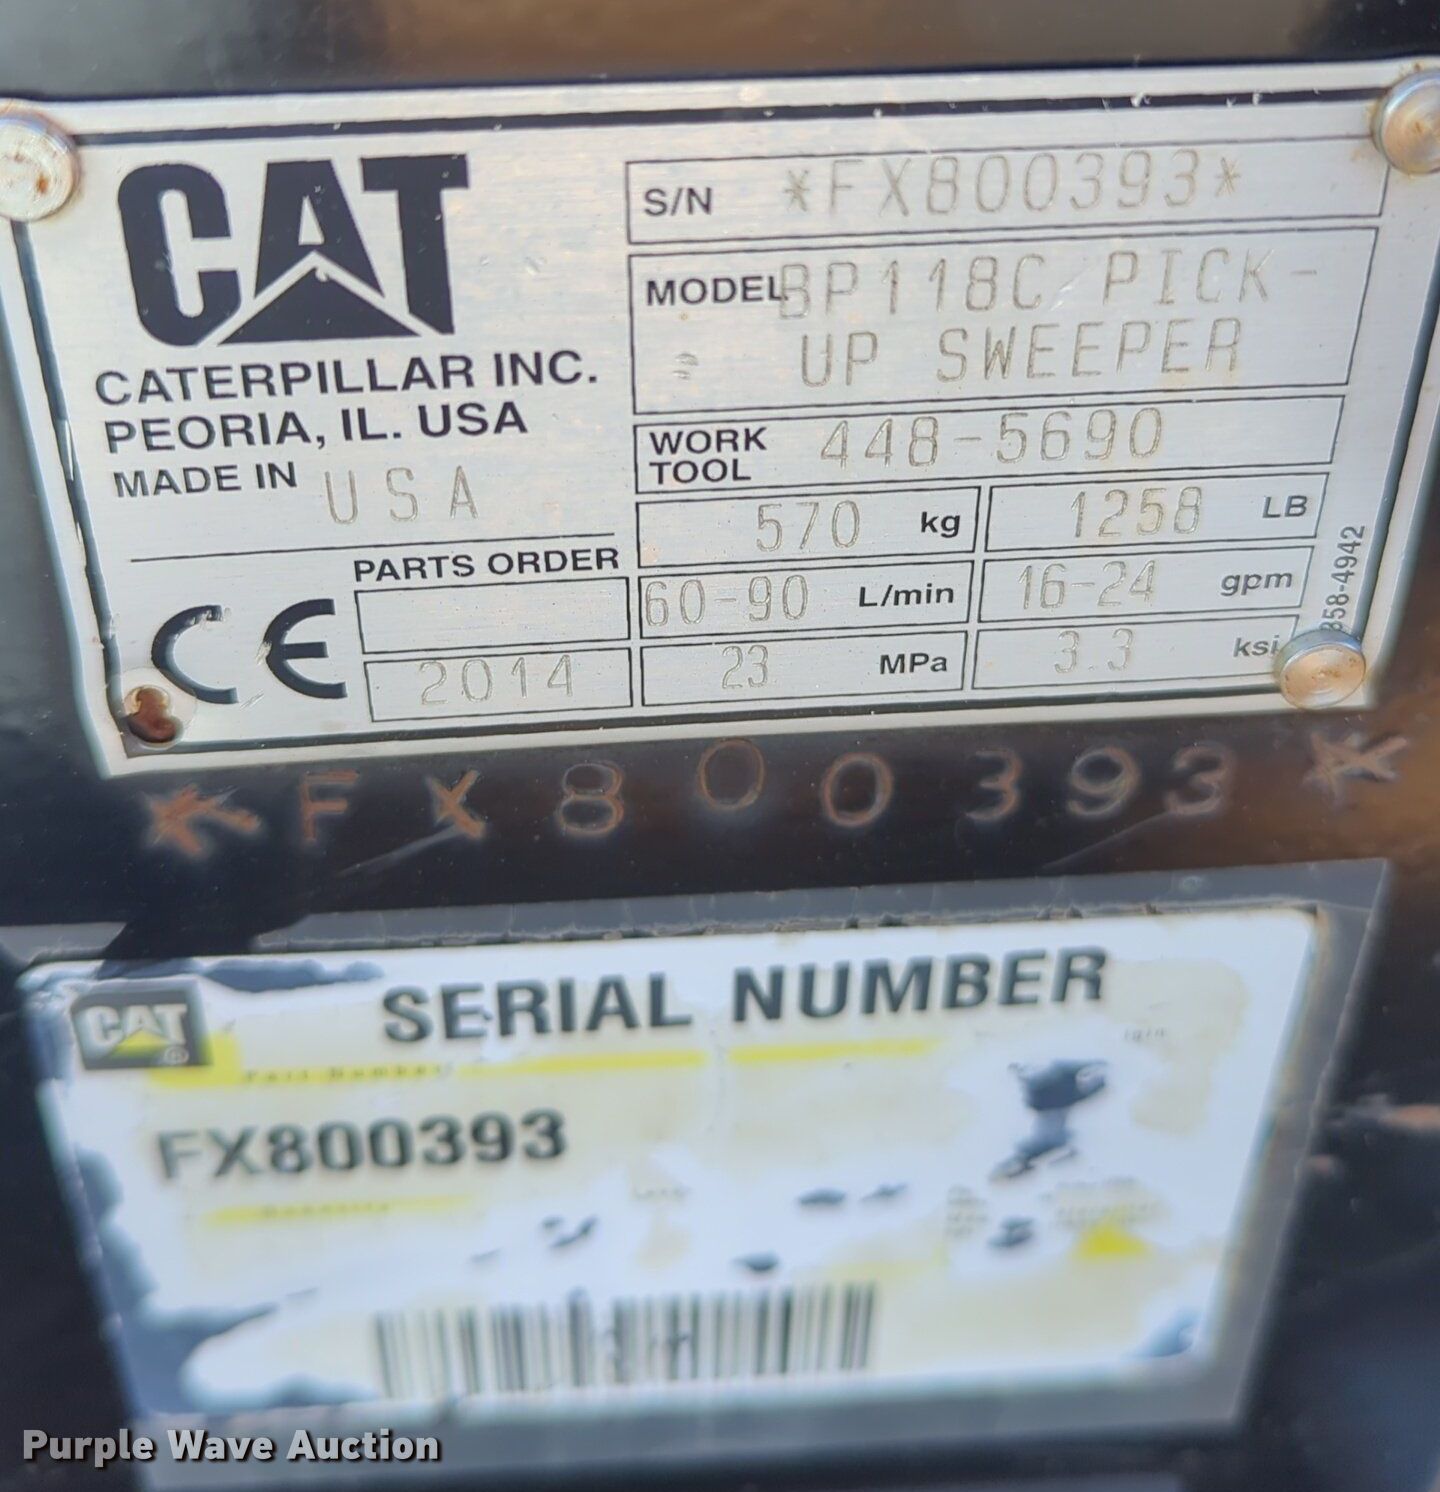 CAT
CATERPILLAR INC.
PEORIA, IL. USA
MADE IN USA
S/N *FX800393*
MODEL BP118C PICK-
UP SWEEPER
WORK TOOL 448-5690
570 kg 1258 LB
PARTS ORDER
60-90 L/min 16-24 gpm
CE
2014 23 MPa 3.3 ksi
358-4942
*FX800393*
CAT
SERIAL NUMBER
Part Number
FX800393
Purple Wave Auction